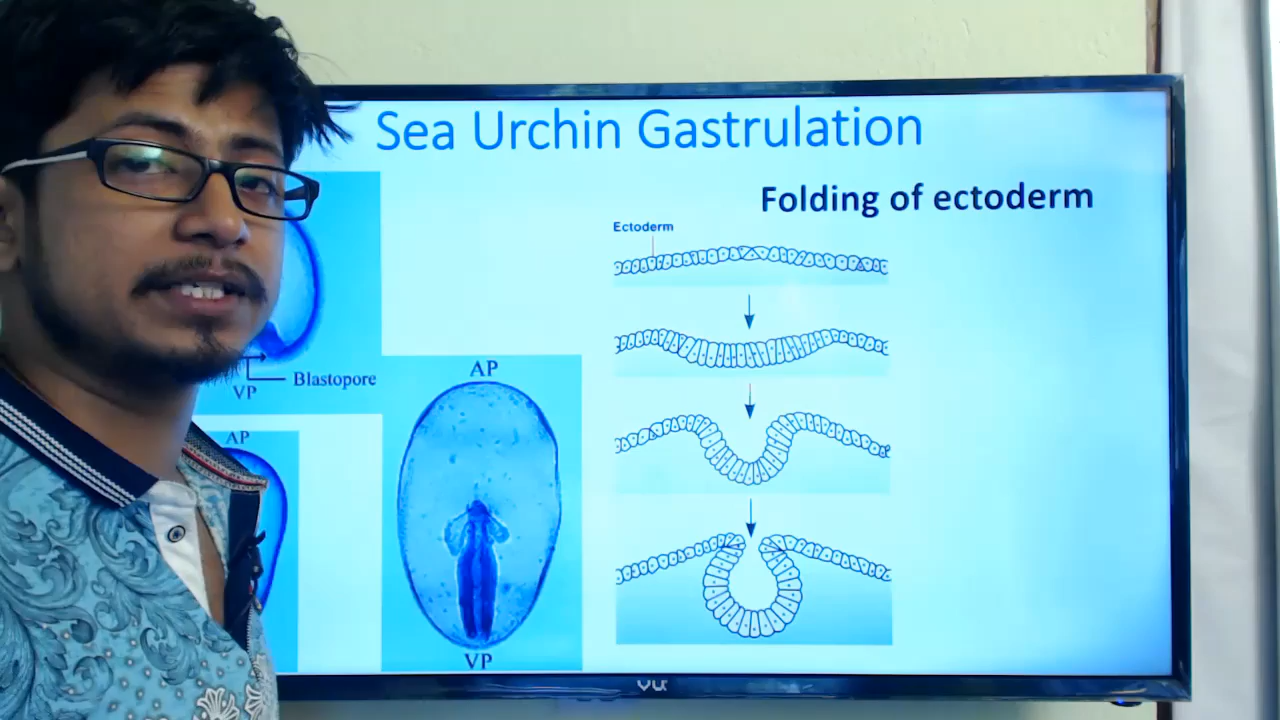 Sea Urchin Gastrulation
Folding of ectoderm
Ectoderm
Blastopore
VP
AP
AP
VP
VU